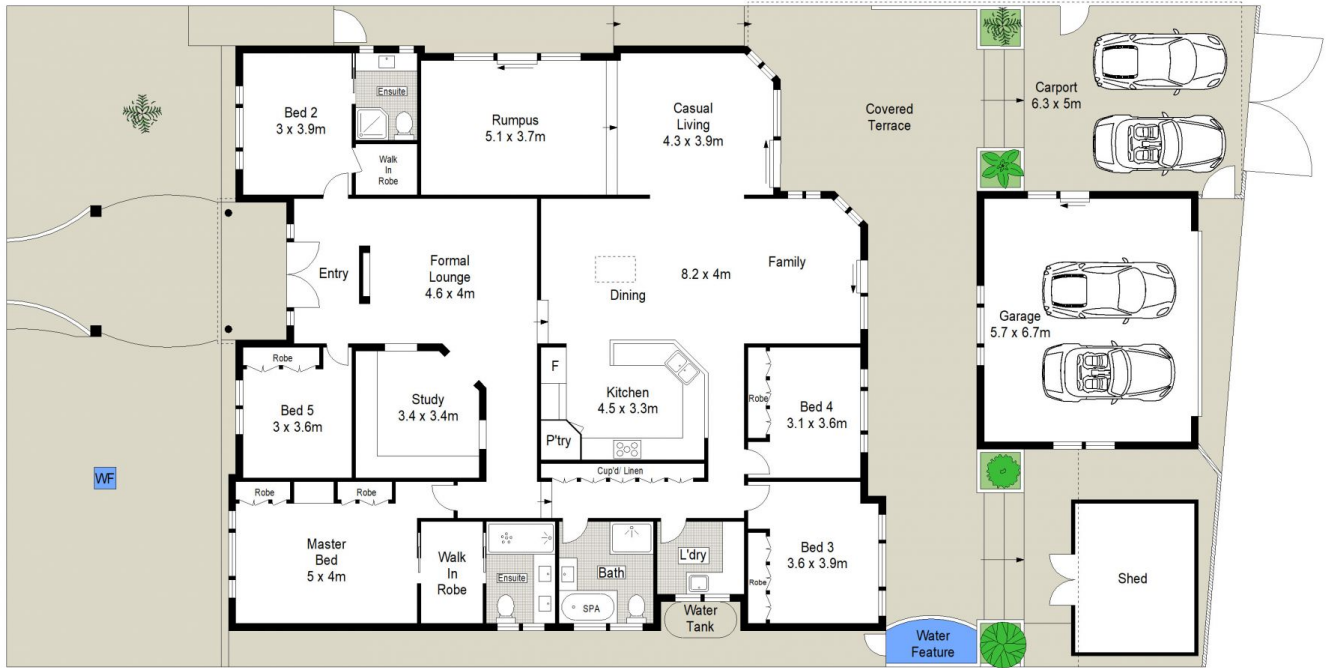 Bed 2
3 x 3.9m
Ensuite
Walk
In
Robe
Rumpus
5.1 x 3.7m
Casual
Living
4.3 x 3.9m
Covered
Terrace
Carport
6.3 x 5m
Entry
Formal
Lounge
4.6 x 4m
Dining
8.2 x 4m
Family
Garage
5.7 x 6.7m
Robe
Bed 5
3 x 3.6m
Study
3.4 x 3.4m
F
P'try
Kitchen
4.5 x 3.3m
Robe
Bed 4
3.1 x 3.6m
WF
Cup'd/ Linen
Robe
Robe
Master
Bed
5 x 4m
Walk
In
Robe
Ensuite
Bath
SPA
L'dry
Water
Tank
Robe
Bed 3
3.6 x 3.9m
Water
Feature
Shed